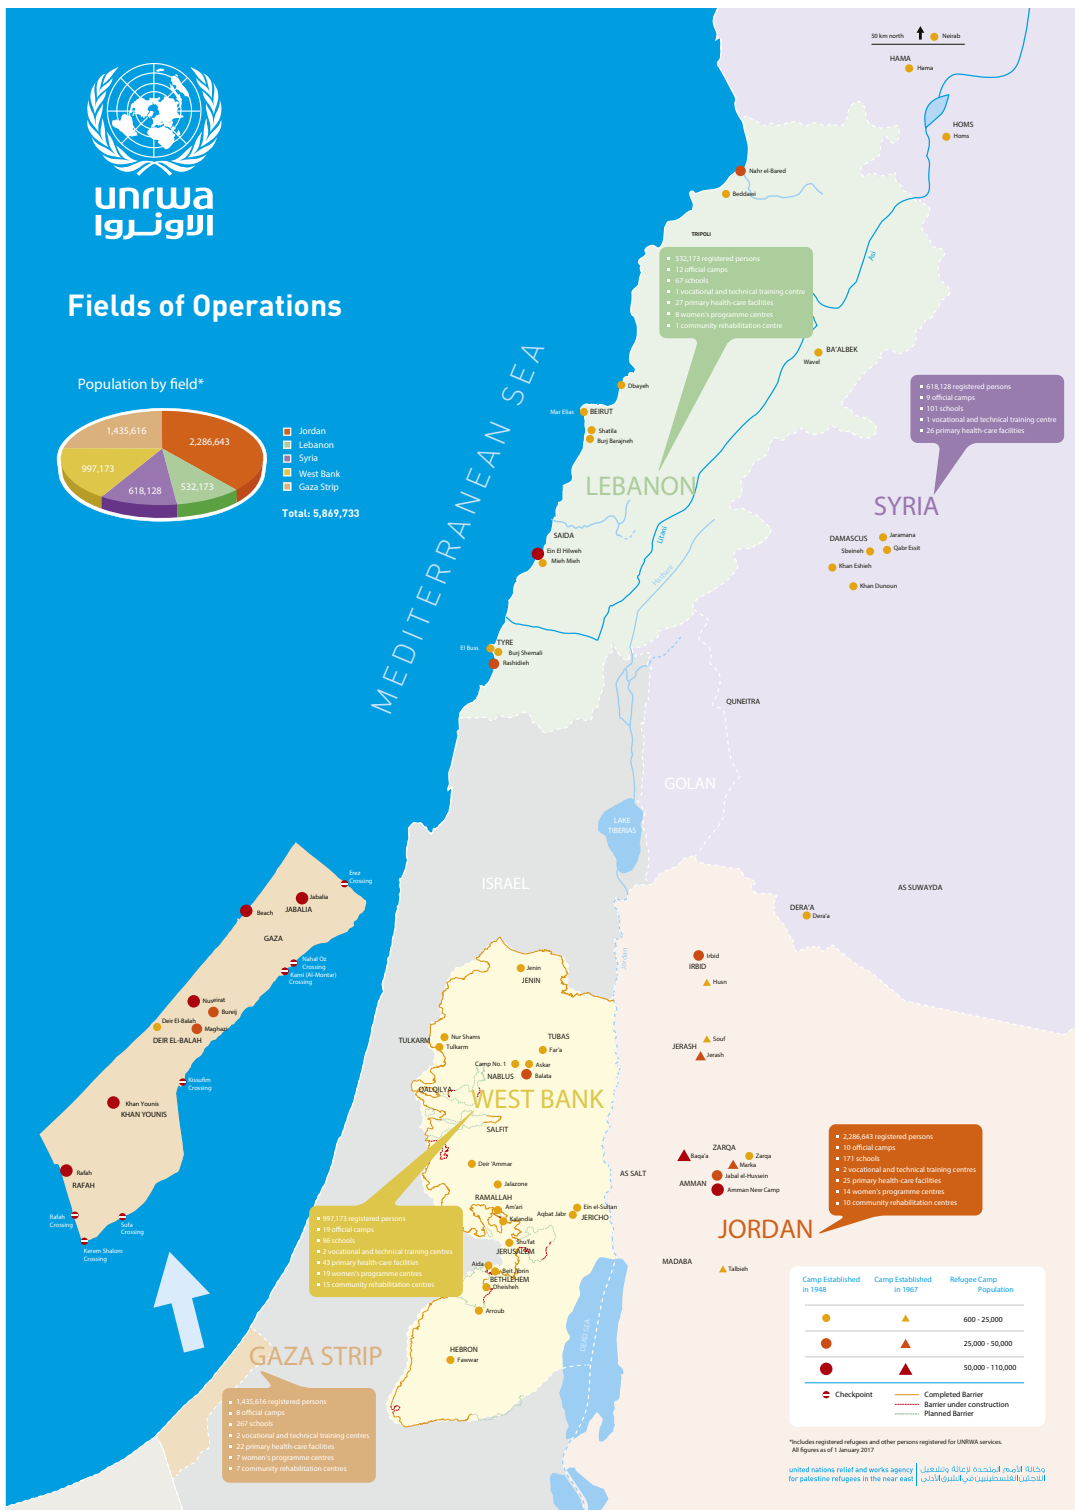 unrwa
الاونروا
Fields of Operations
Population by field*
1,435,616
2,286,643
997,173
618,128
532,173
Jordan
Lebanon
Syria
West Bank
Gaza Strip
Total: 5,869,733
50 km north
Neirab
HAMA
Hama
HOMS
Homs
Nahr el-Bared
Beddawi
TRIPOLI
Asi
532,173 registered persons
12 official camps
67 schools
1 vocational and technical training centre
27 primary health-care facilities
8 women's programme centres
1 community rehabilitation centre
BA'ALBEK
Wavel
Dbayeh
Mar Elias
BEIRUT
Shatila
Burj Barajneh
618,128 registered persons
9 official camps
101 schools
1 vocational and technical training centre
26 primary health-care facilities
MEDITERRANEAN SEA
LEBANON
SYRIA
SAIDA
Ein El Hilweh
Mieh Mieh
Litani
Hasbani
DAMASCUS
Jaramana
Sbeineh
Qabr Essit
Khan Eshieh
Khan Dunoun
El Buss
TYRE
Burj Shemali
Rashidieh
QUNEITRA
GOLAN
LAKE
TIBERIAS
ISRAEL
AS SUWAYDA
DERA'A
Dera'a
Jordan
Erez
Crossing
Jabalia
JABALIA
Beach
GAZA
Nahal Oz
Crossing
Karni (Al-Montar)
Crossing
Nuseirat
Bureij
Deir El-Balah
Maghazi
DEIR EL-BALAH
Kissufim
Crossing
Khan Younis
KHAN YOUNIS
Rafah
RAFAH
Rafah
Crossing
Sufa
Crossing
Kerem Shalom
Crossing
Irbid
IRBID
Husn
Souf
JERASH
Jerash
Jenin
JENIN
TULKARM
Nur Shams
Tulkarm
TUBAS
Far'a
Camp No. 1
Askar
NABLUS
Balata
QALQILYA
WEST BANK
SALFIT
Deir 'Ammar
Jalazone
RAMALLAH
Am'ari
Kalandia
Ein el-Sultan
Aqbat Jabr
JERICHO
Shu'fat
JERUSALEM
Aida
Beit Jibrin
BETHLEHEM
Dheisheh
Arroub
HEBRON
Fawwar
DEAD SEA
997,173 registered persons
19 official camps
96 schools
2 vocational and technical training centres
43 primary health-care facilities
19 women's programme centres
15 community rehabilitation centres
ZARQA
Baqa'a
Zarqa
Marka
AS SALT
Jabal el-Hussein
AMMAN
Amman New Camp
JORDAN
MADABA
Talbieh
2,286,643 registered persons
10 official camps
171 schools
2 vocational and technical training centres
25 primary health-care facilities
14 women's programme centres
10 community rehabilitation centres
GAZA STRIP
1,435,616 registered persons
8 official camps
267 schools
2 vocational and technical training centres
22 primary health-care facilities
7 women's programme centres
7 community rehabilitation centres
Camp Established
in 1948
Camp Established
in 1967
Refugee Camp
Population
600 - 25,000
25,000 - 50,000
50,000 - 110,000
Checkpoint
Completed Barrier
Barrier under construction
Planned Barrier
*Includes registered refugees and other persons registered for UNRWA services.
All figures as of 1 January 2017
united nations relief and works agency
for palestine refugees in the near east
وكالة الأمم المتحدة لإغاثة وتشغيل
اللاجئين الفلسطينيين في الشرق الأدنى